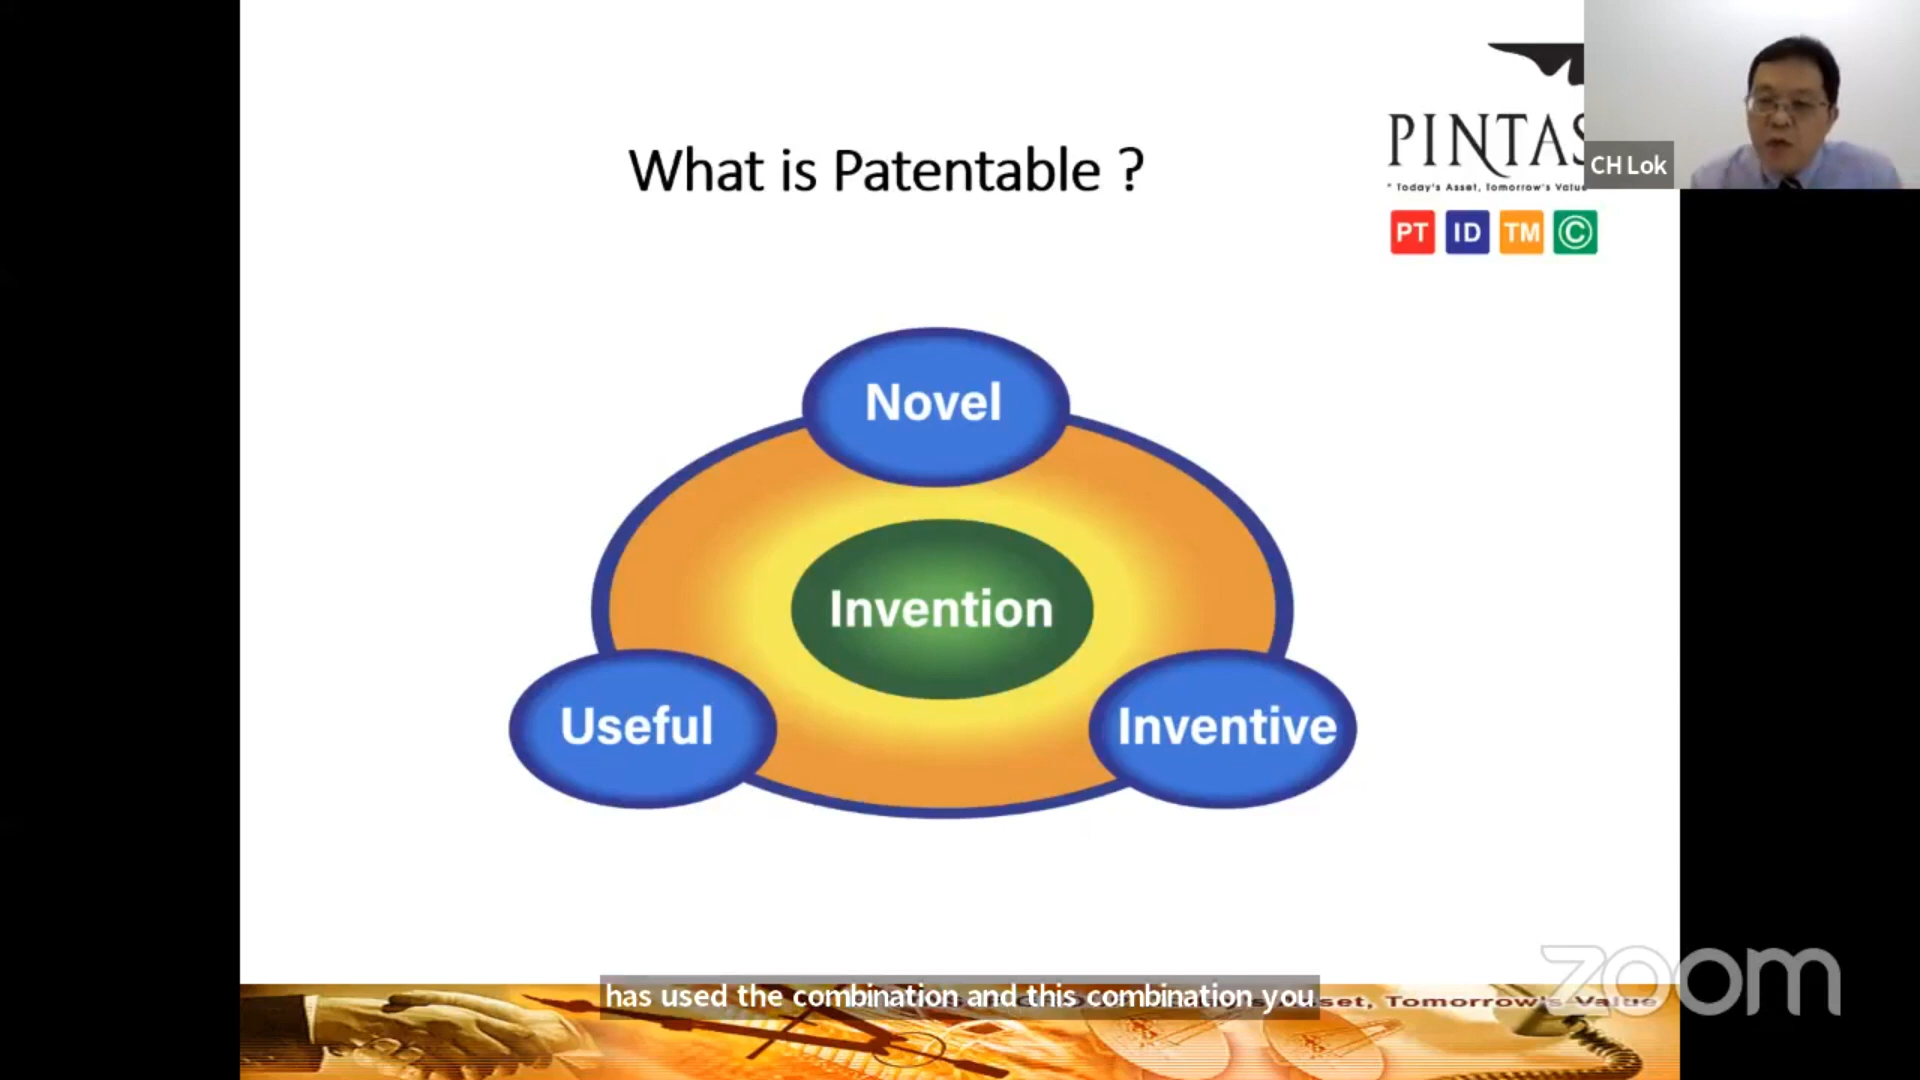 What is Patentable ?
PINTAS
" Today's Asset, Tomorrow's Value
CH Lok
PT ID TM ©
Novel
Invention
Useful
Inventive
has used the combination and this combination you
set, Tomorrow's Value
zoom